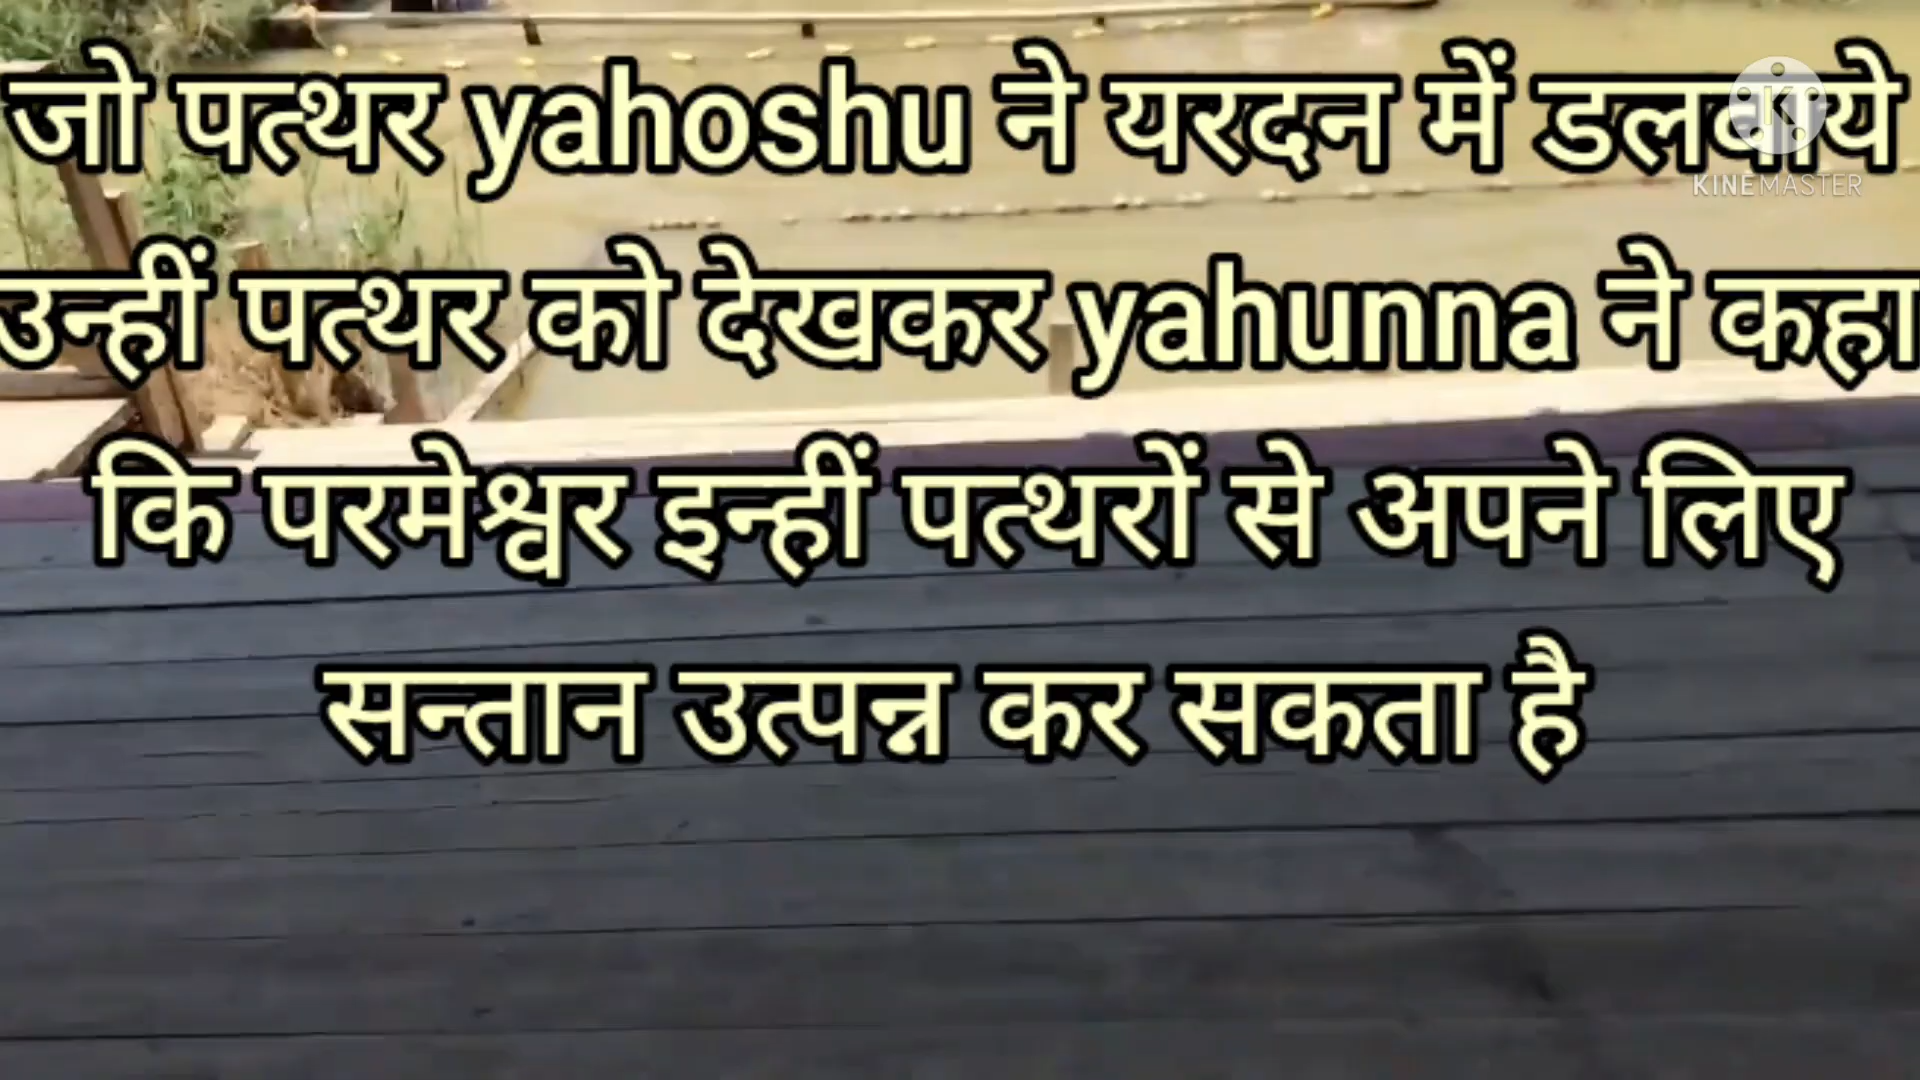 जो पत्थर yahoshu ने यरदन में डलवाये
KINEMASTER
उन्हीं पत्थर को देखकर yahunna ने कहा
कि परमेश्वर इन्हीं पत्थरों से अपने लिए
सन्तान उत्पन्न कर सकता है